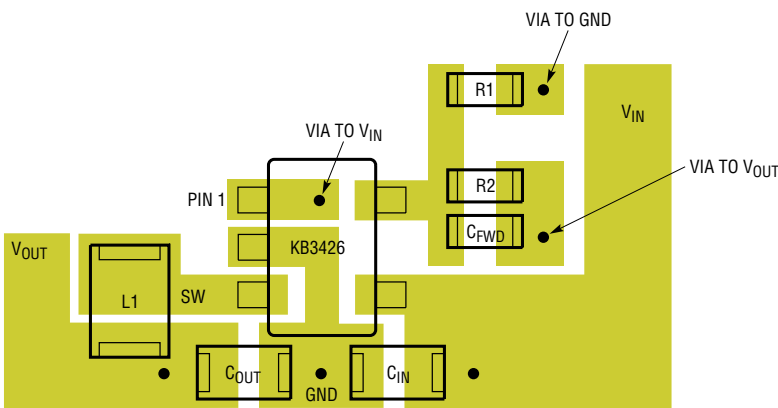 VIA TO GND
R1
VIN
VIA TO VIN
VIA TO VOUT
PIN 1
R2
CFWD
VOUT
KB3426
L1
SW
COUT
GND
CIN